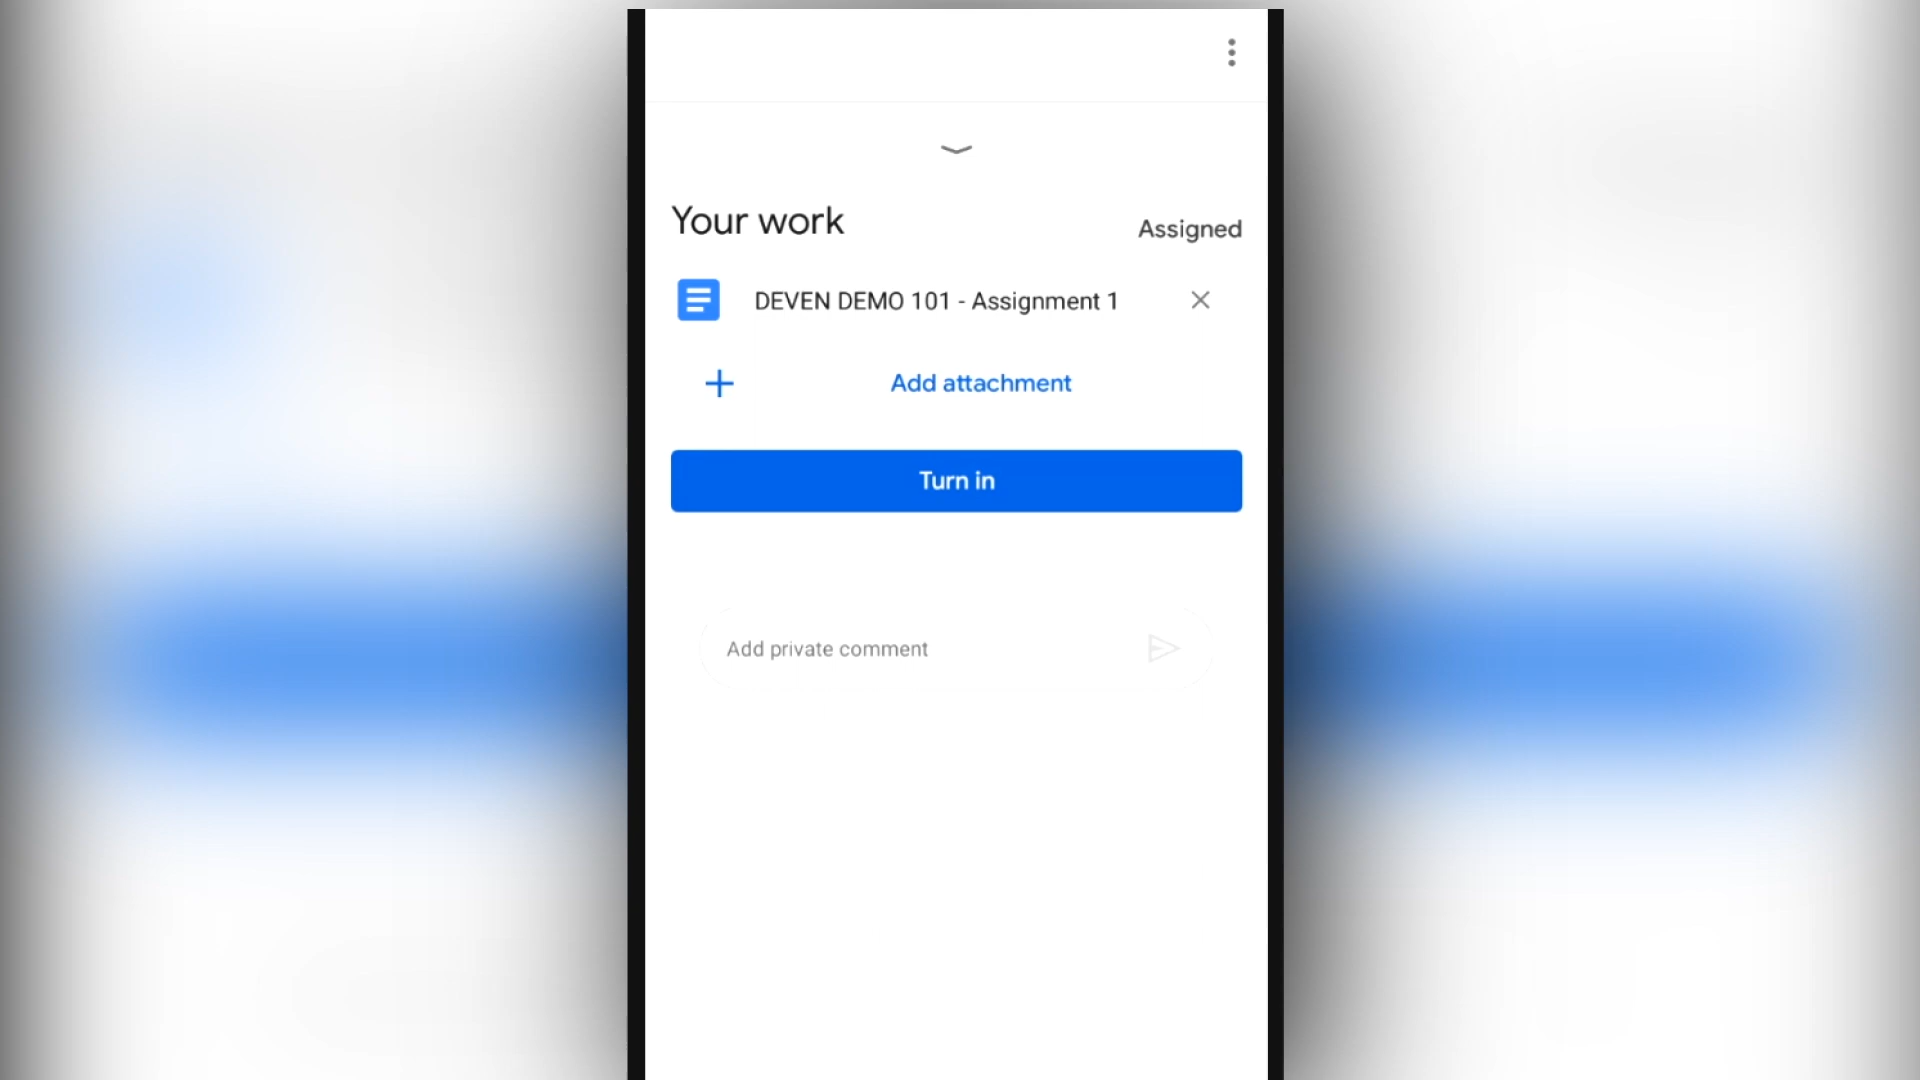 Your work
Assigned
DEVEN DEMO 101 - Assignment 1
Add attachment
Turn in
Add private comment